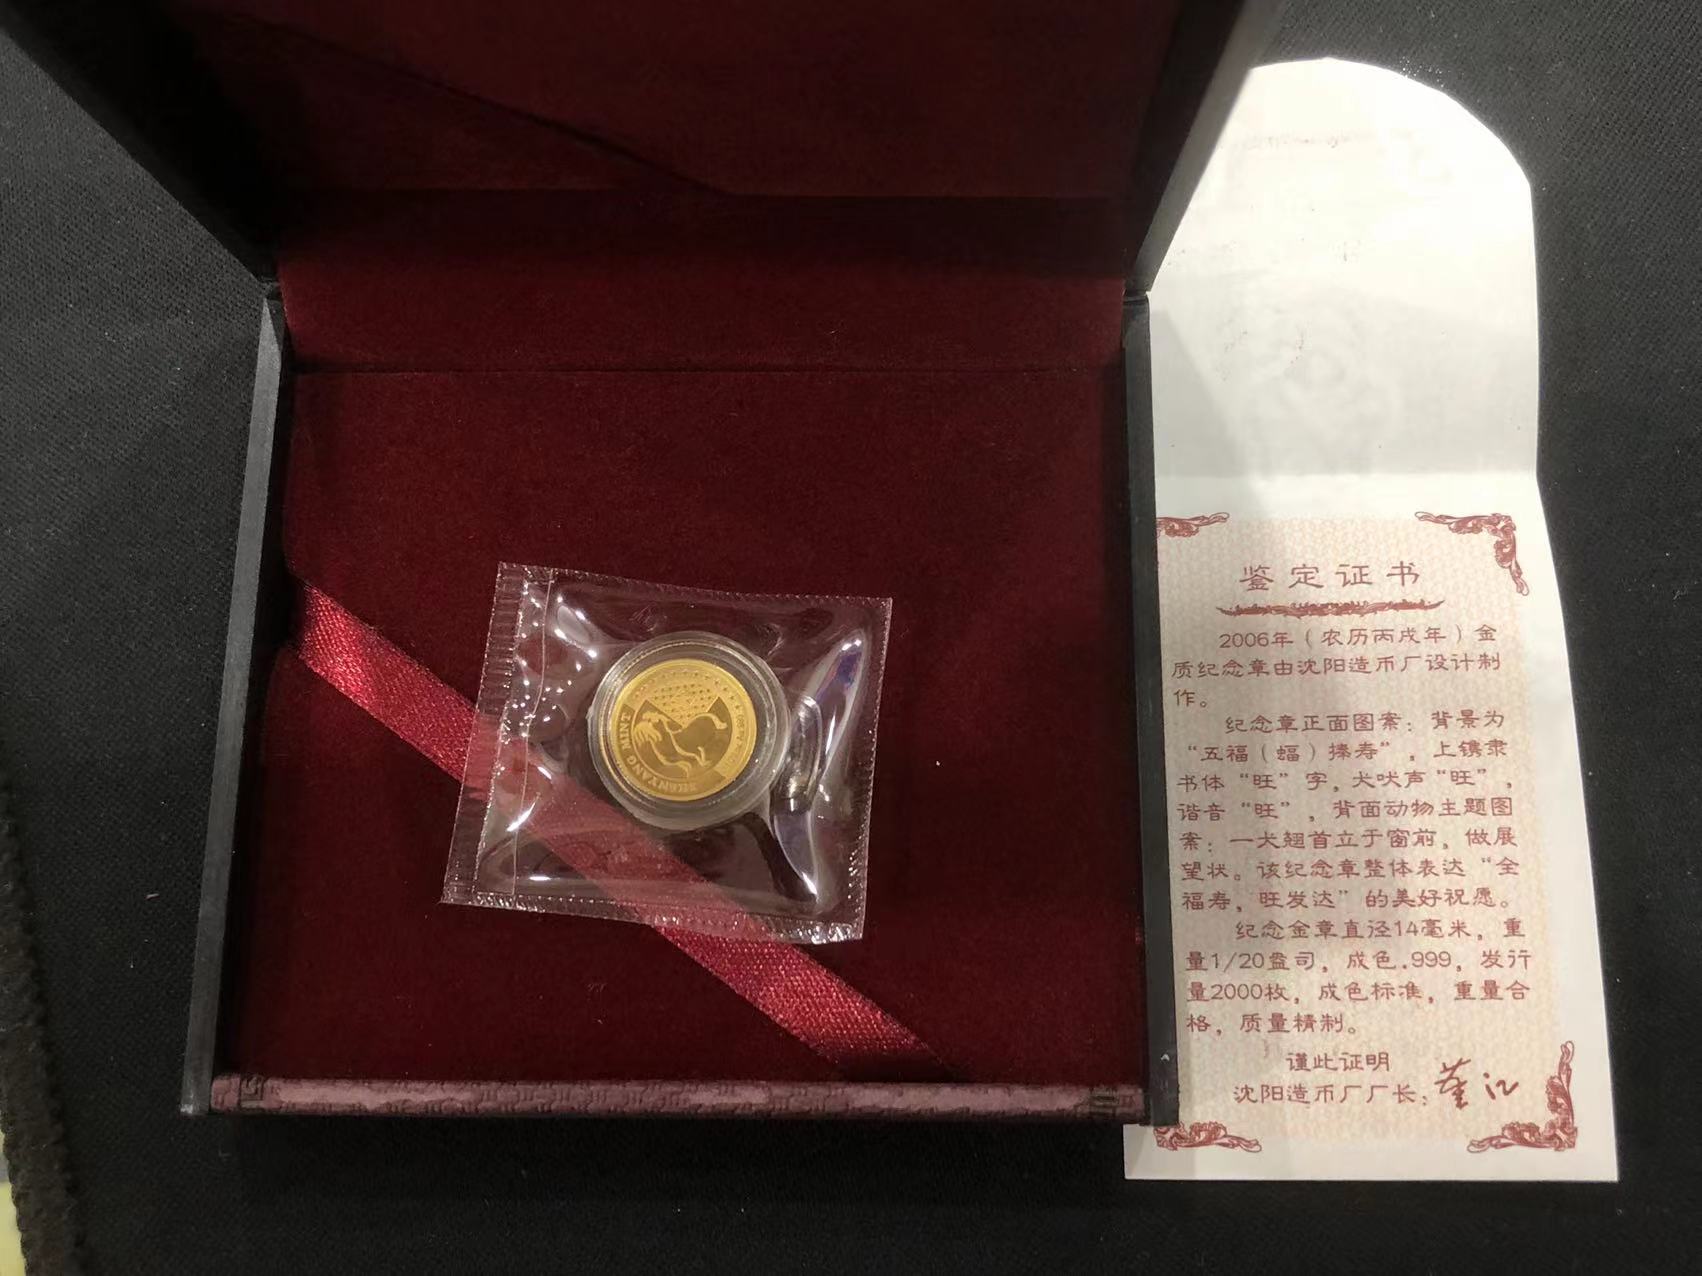 SHENYANG MINT
鉴定证书
2006年（农历丙戌年）金
质纪念章由沈阳造币厂设计制
作。
纪念章正面图案：背景为
“五福（蝠）捧寿”，上镌隶
书体“旺”字，犬吠声“旺”，
谐音“旺”，背面动物主题图
案：一犬翘首立于窗前，做展
望状。该纪念章整体表达“全
福寿，旺发达”的美好祝愿。
纪念金章直径14毫米，重
量1/20盎司，成色.999，发行
量2000枚，成色标准，重量合
格，质量精制。
谨此证明
沈阳造币厂厂长：